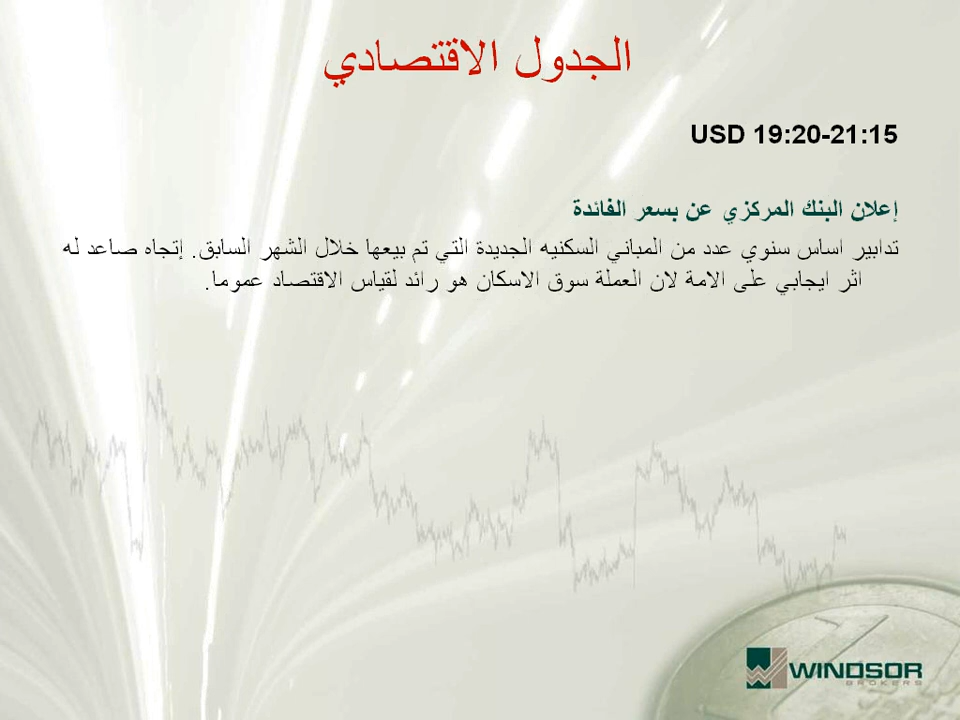 الجدول الاقتصادي
USD 19:20-21:15
إعلان البنك المركزي عن بسعر الفائدة
تدابير اساس سنوي عدد من المباني السكنيه الجديدة التي تم بيعها خلال الشهر السابق. إتجاه صاعد له
اثر ايجابي على الامة لان العملة سوق الاسكان هو رائد لقياس الاقتصاد عموما.
WINDSOR
BROKERS